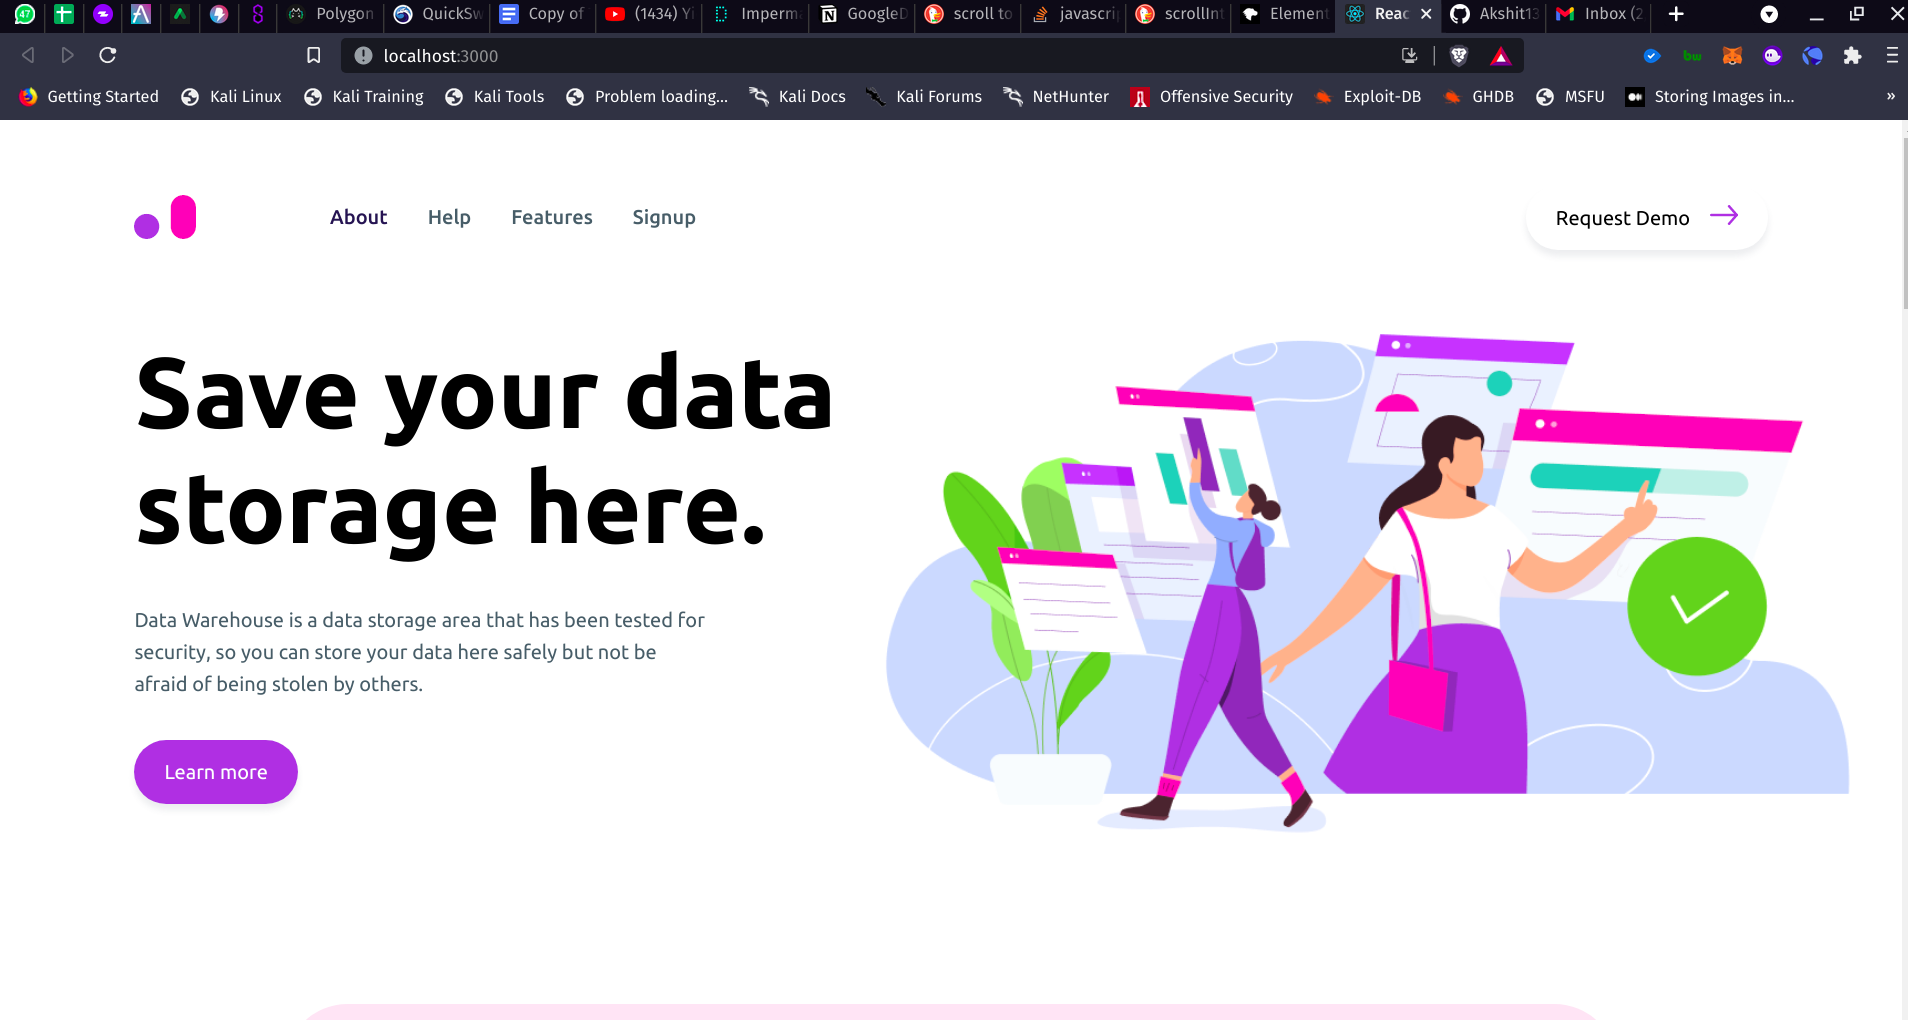 47 Polygon QuickSw Copy of (1434) Yi Imperma GoogleD scroll to javascrip scrollInt Element Reac Akshit13 Inbox (2
localhost:3000
Getting Started Kali Linux Kali Training Kali Tools Problem loading... Kali Docs Kali Forums NetHunter Offensive Security Exploit-DB GHDB MSFU Storing Images in... »
About Help Features Signup Request Demo
Save your data
storage here.
Data Warehouse is a data storage area that has been tested for
security, so you can store your data here safely but not be
afraid of being stolen by others.
Learn more